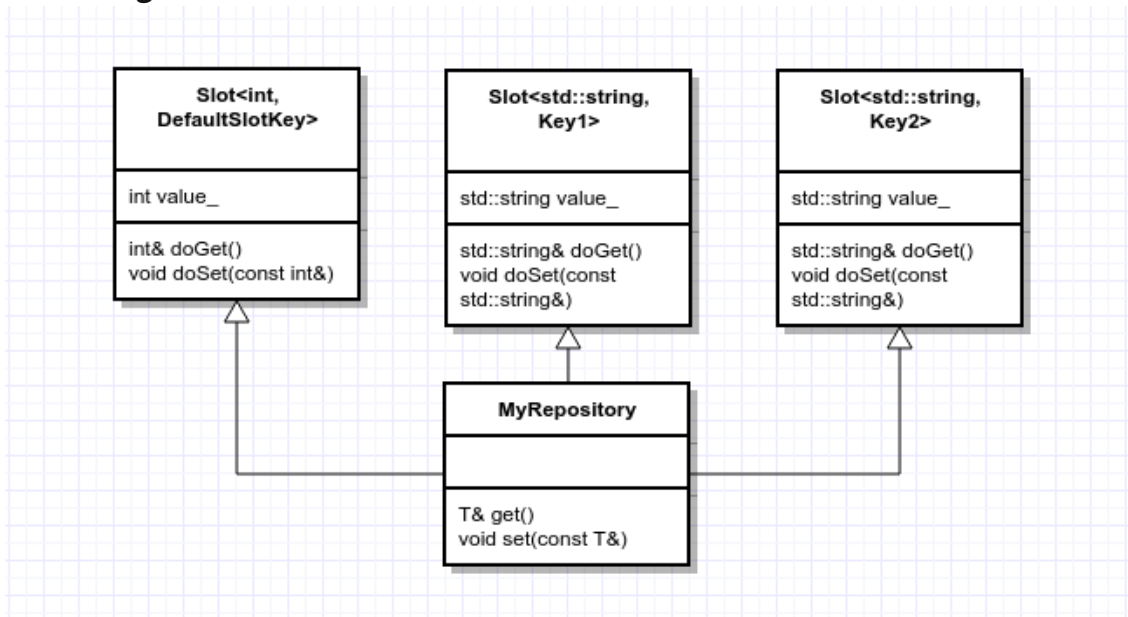 Slot<int,
DefaultSlotKey>
int value_
int& doGet()
void doSet(const int&)
Slot<std::string,
Key1>
std::string value_
std::string& doGet()
void doSet(const
std::string&)
Slot<std::string,
Key2>
std::string value_
std::string& doGet()
void doSet(const
std::string&)
MyRepository
T& get()
void set(const T&)